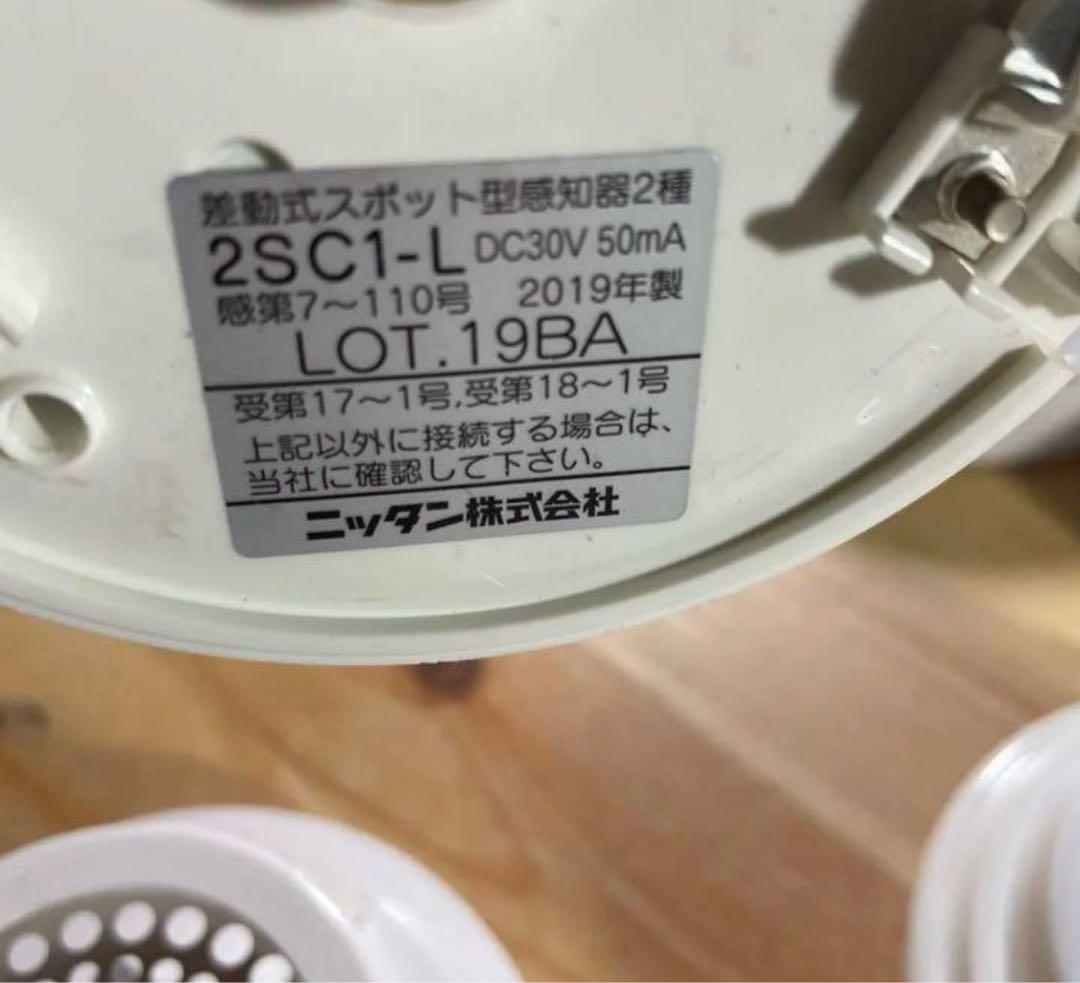 差動式スポット型感知器2種
2SC1-L DC30V 50mA
感第7〜110号 2019年製
LOT.19BA
受第17〜1号,受第18〜1号
上記以外に接続する場合は、
当社に確認して下さい。
ニッタン株式会社